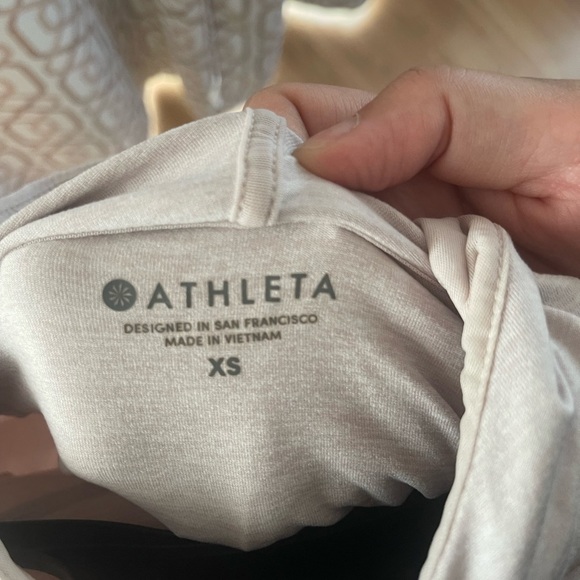 ATHLETA
DESIGNED IN SAN FRANCISCO
MADE IN VIETNAM
XS